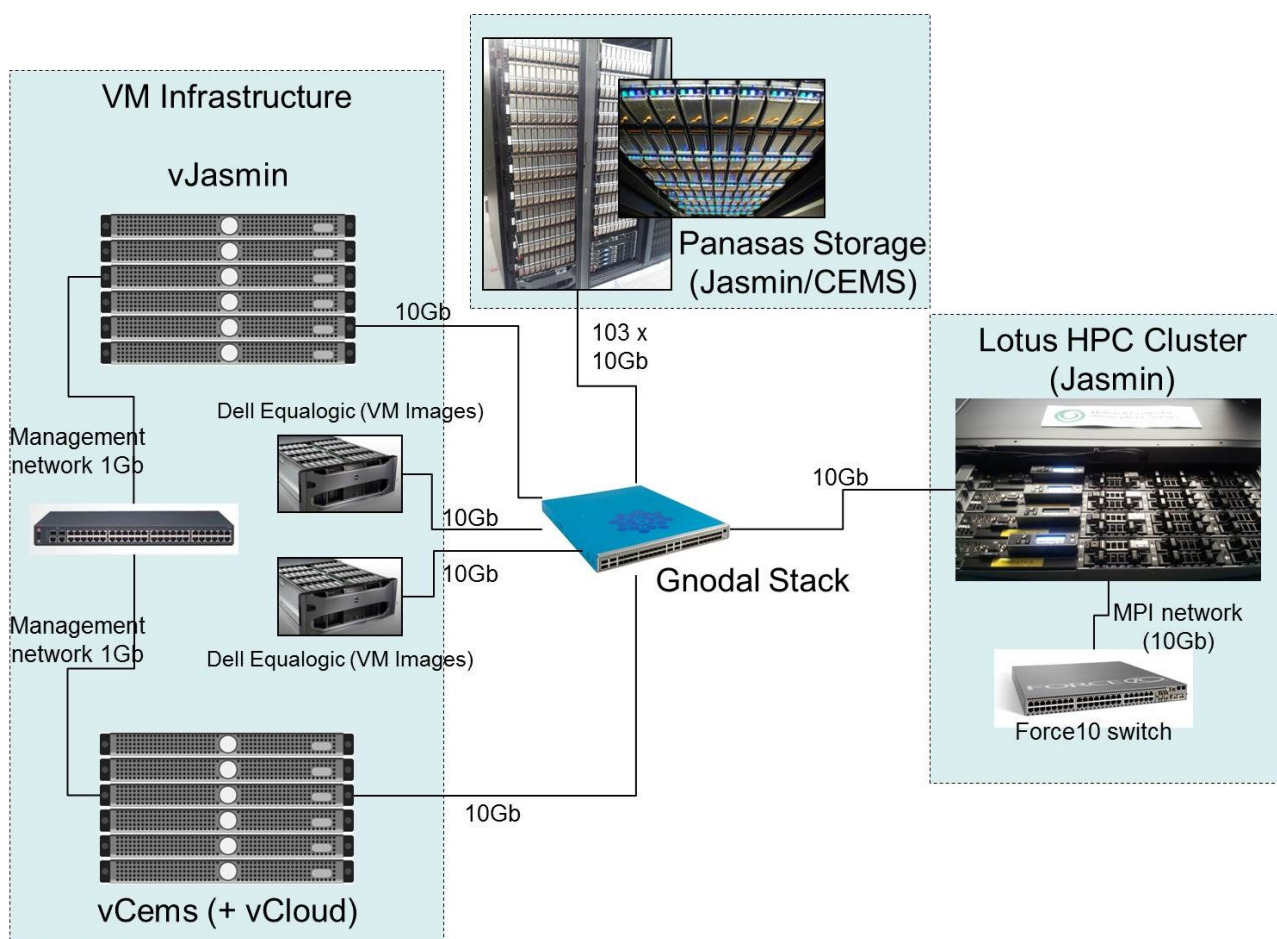 VM Infrastructure
vJasmin
10Gb
Dell Equalogic (VM Images)
Management
network 1Gb
10Gb
10Gb
Management
network 1Gb
Dell Equalogic (VM Images)
10Gb
vCems (+ vCloud)
Panasas Storage
(Jasmin/CEMS)
103 x
10Gb
Gnodal Stack
10Gb
Lotus HPC Cluster
(Jasmin)
MPI network
(10Gb)
FORCE10
Force10 switch